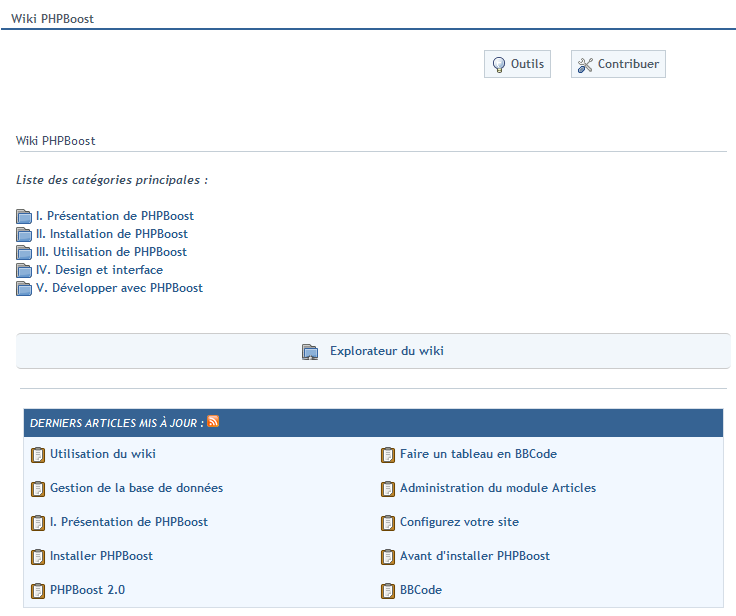 Wiki PHPBoost
Outils Contribuer
Wiki PHPBoost
Liste des catégories principales :
I. Présentation de PHPBoost
II. Installation de PHPBoost
III. Utilisation de PHPBoost
IV. Design et interface
V. Développer avec PHPBoost
Explorateur du wiki
DERNIERS ARTICLES MIS À JOUR :
Utilisation du wiki Faire un tableau en BBCode
Gestion de la base de données Administration du module Articles
I. Présentation de PHPBoost Configurez votre site
Installer PHPBoost Avant d'installer PHPBoost
PHPBoost 2.0 BBCode